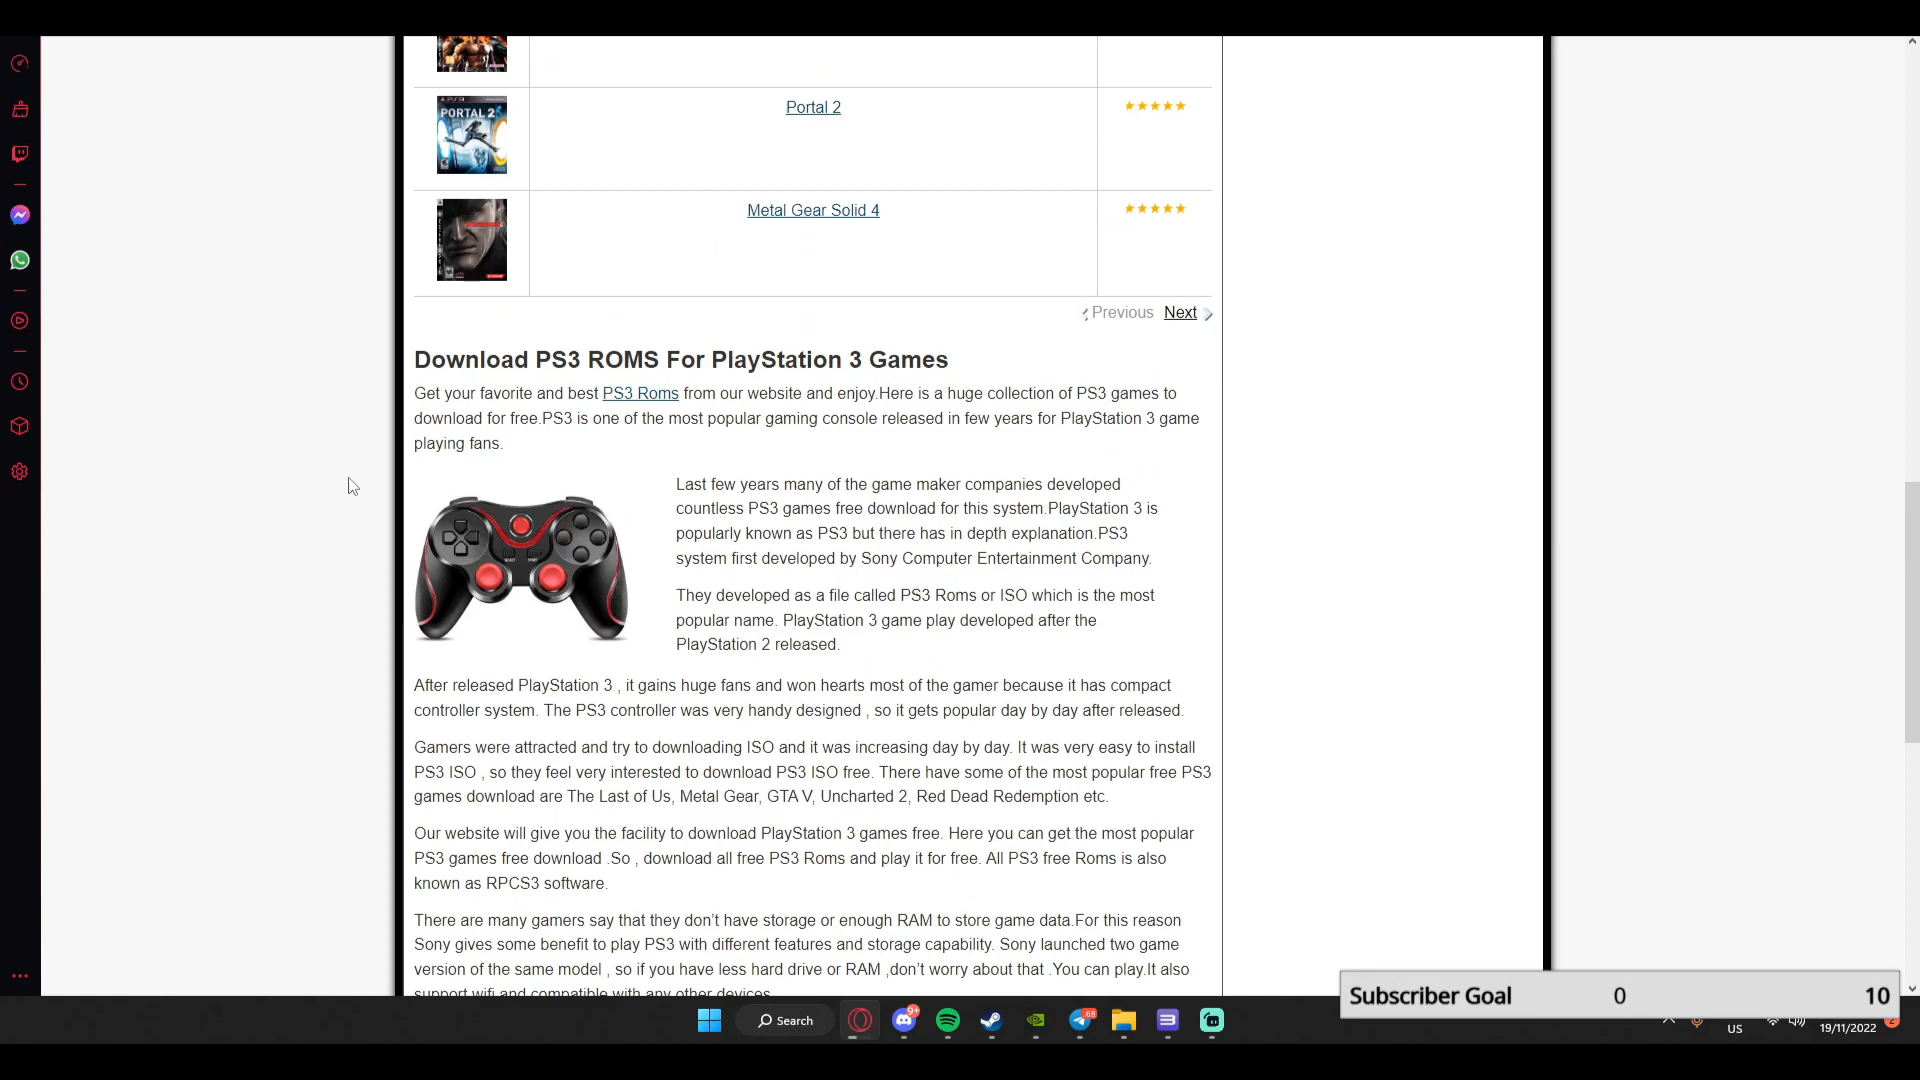 PORTAL 2
Portal 2
Metal Gear Solid 4
Previous Next
Download PS3 ROMS For PlayStation 3 Games
Get your favorite and best PS3 Roms from our website and enjoy.Here is a huge collection of PS3 games to
download for free.PS3 is one of the most popular gaming console released in few years for PlayStation 3 game
playing fans.
Last few years many of the game maker companies developed
countless PS3 games free download for this system.PlayStation 3 is
popularly known as PS3 but there has in depth explanation.PS3
system first developed by Sony Computer Entertainment Company.
They developed as a file called PS3 Roms or ISO which is the most
popular name. PlayStation 3 game play developed after the
PlayStation 2 released.
After released PlayStation 3 , it gains huge fans and won hearts most of the gamer because it has compact
controller system. The PS3 controller was very handy designed , so it gets popular day by day after released.
Gamers were attracted and try to downloading ISO and it was increasing day by day. It was very easy to install
PS3 ISO , so they feel very interested to download PS3 ISO free. There have some of the most popular free PS3
games download are The Last of Us, Metal Gear, GTA V, Uncharted 2, Red Dead Redemption etc.
Our website will give you the facility to download PlayStation 3 games free. Here you can get the most popular
PS3 games free download .So , download all free PS3 Roms and play it for free. All PS3 free Roms is also
known as RPCS3 software.
There are many gamers say that they don’t have storage or enough RAM to store game data.For this reason
Sony gives some benefit to play PS3 with different features and storage capability. Sony launched two game
version of the same model , so if you have less hard drive or RAM ,don’t worry about that .You can play.It also
support wifi and compatible with any other devices.
Subscriber Goal 0 10
Search
9+
68
US
19/11/2022
2